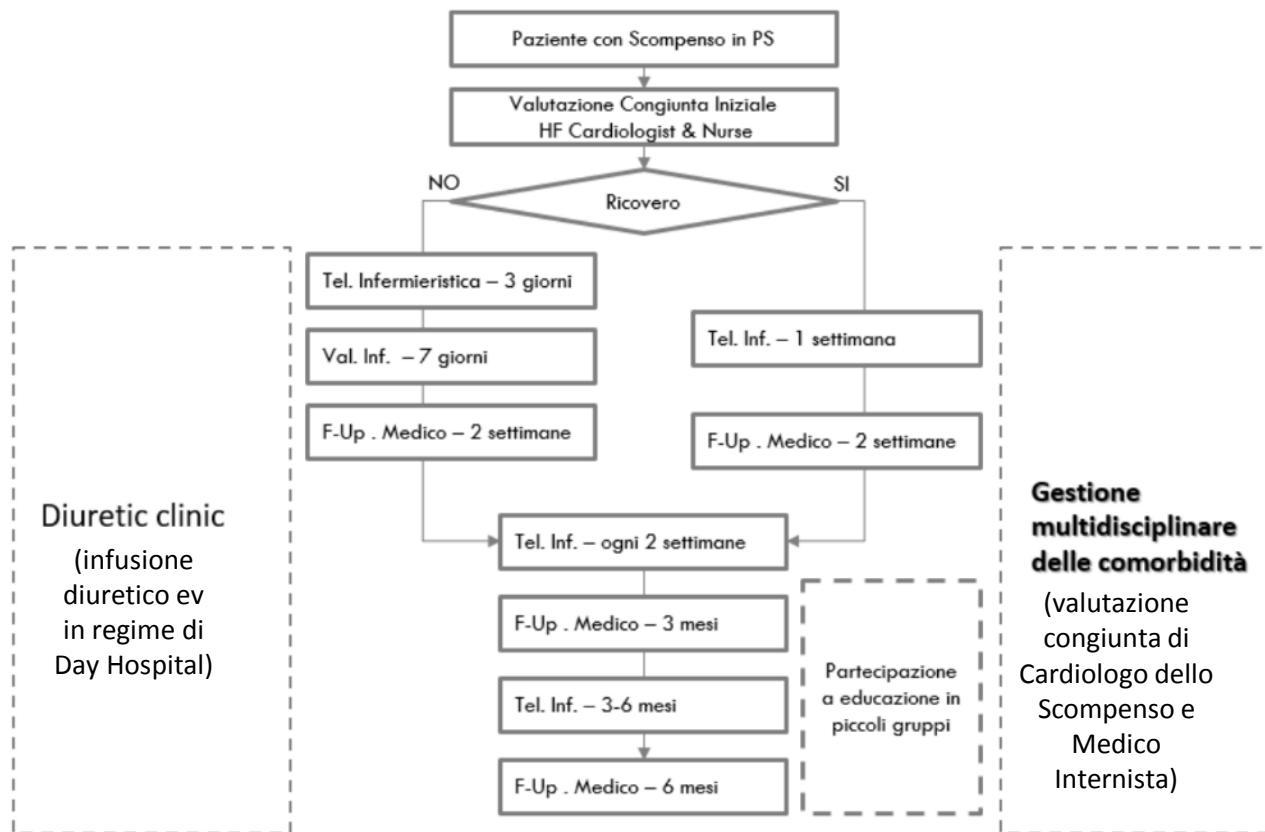 Paziente con Scompenso in PS
Valutazione Congiunta Iniziale
HF Cardiologist & Nurse
NO
SI
Ricovero
Tel. Infermieristica – 3 giorni
Val. Inf. – 7 giorni
F-Up . Medico – 2 settimane
Tel. Inf. – 1 settimana
F-Up . Medico – 2 settimane
Diuretic clinic
(infusione
diuretico ev
in regime di
Day Hospital)
Tel. Inf. – ogni 2 settimane
F-Up . Medico – 3 mesi
Tel. Inf. – 3-6 mesi
F-Up . Medico – 6 mesi
Partecipazione
a educazione in
piccoli gruppi
Gestione
multidisciplinare
delle comorbidità
(valutazione
congiunta di
Cardiologo dello
Scompenso e
Medico
Internista)